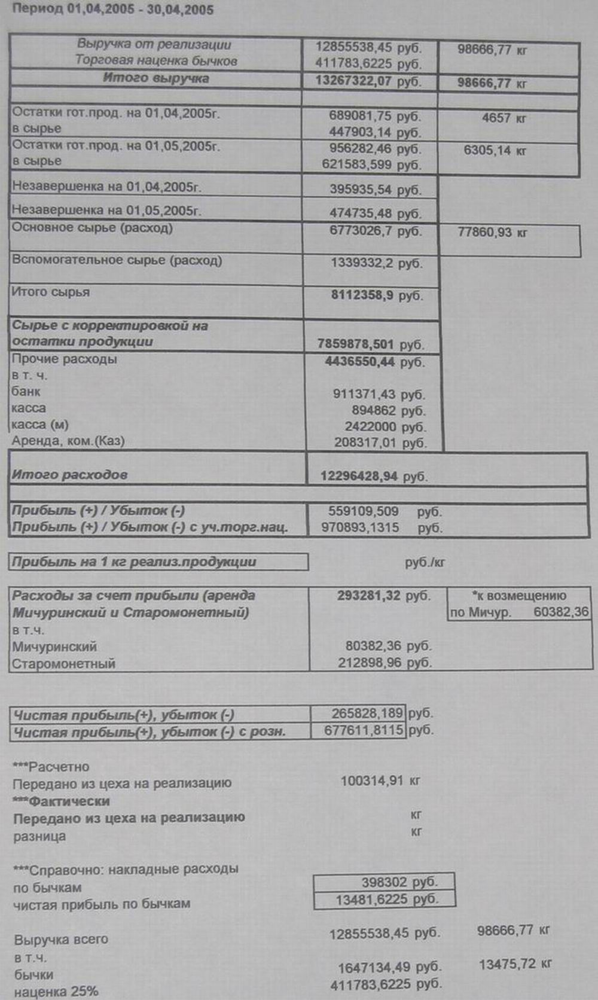 Период 01,04,2005 - 30,04,2005
Выручка от реализации 12855538,45 руб. 98666,77 кг
Торговая наценка бычков 411783,6225 руб.
Итого выручка 13267322,07 руб. 98666,77 кг
Остатки гот.прод. на 01,04,2005г. 689081,75 руб. 4657 кг
в сырье 447903,14 руб.
Остатки гот.прод. на 01,05,2005г. 956282,46 руб. 6305,14 кг
в сырье 621583,599 руб.
Незавершенка на 01,04,2005г. 395935,54 руб.
Незавершенка на 01,05,2005г. 474735,48 руб.
Основное сырье (расход) 6773026,7 руб. 77860,93 кг
Вспомогательное сырье (расход) 1339332,2 руб.
Итого сырья 8112358,9 руб.
Сырье с корректировкой на
остатки продукции 7859878,501 руб.
Прочие расходы 4436550,44 руб.
в т. ч.
банк 911371,43 руб.
касса 894862 руб.
касса (м) 2422000 руб.
Аренда, ком.(Каз) 208317,01 руб.
Итого расходов 12296428,94 руб.
Прибыль (+) / Убыток (-) 559109,509 руб.
Прибыль (+) / Убыток (-) с уч.торг.нац. 970893,1315 руб.
Прибыль на 1 кг реализ.продукции руб./кг
Расходы за счет прибыли (аренда 293281,32 руб. *к возмещению
Мичуринский и Старомонетный) по Мичур. 60382,36
в т.ч.
Мичуринский 80382,36 руб.
Старомонетный 212898,96 руб.
Чистая прибыль(+), убыток (-) 265828,189 руб.
Чистая прибыль(+), убыток (-) с розн. 677611,8115 руб.
***Расчетно
Передано из цеха на реализацию 100314,91 кг
***Фактически
Передано из цеха на реализацию кг
разница кг
***Справочно: накладные расходы
по бычкам 398302 руб.
чистая прибыль по бычкам 13481,6225 руб.
Выручка всего 12855538,45 руб. 98666,77 кг
в т.ч.
бычки 1647134,49 руб. 13475,72 кг
наценка 25% 411783,6225 руб.